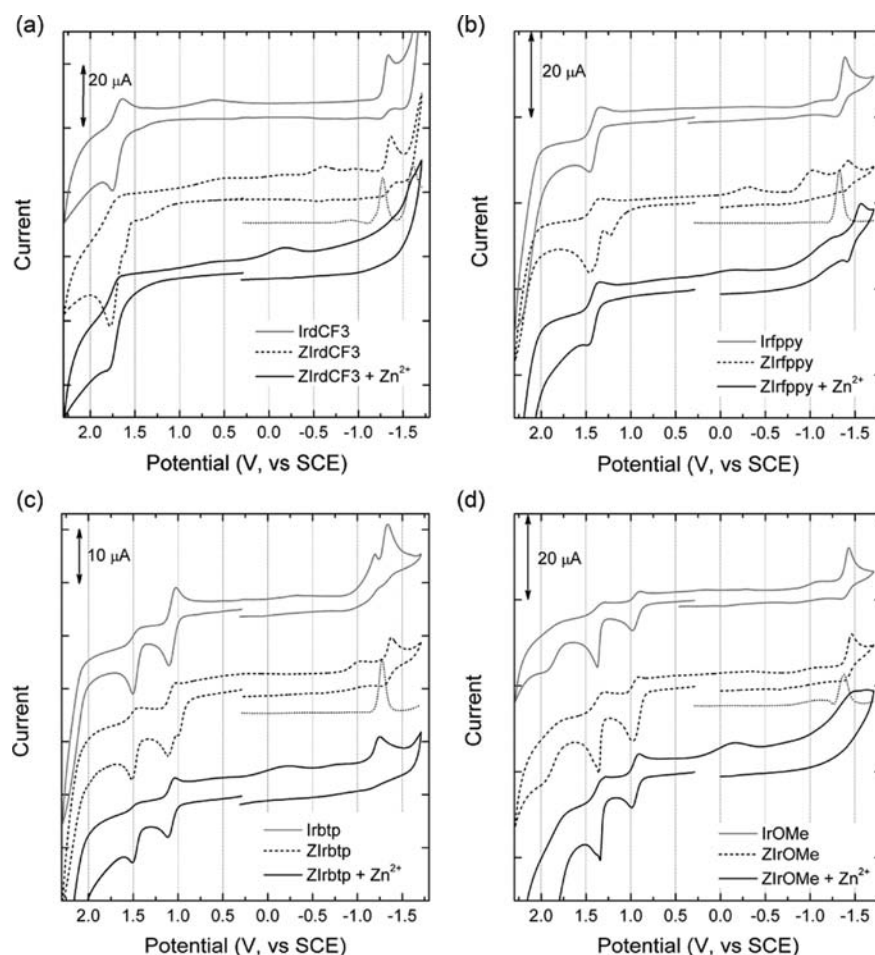 (a)
20 μA
Current
IrdCF3
ZIrdCF3
ZIrdCF3 + Zn²⁺
2.0 1.5 1.0 0.5 0.0 -0.5 -1.0 -1.5
Potential (V, vs SCE)
(b)
20 μA
Current
Irfppy
ZIrfppy
ZIrfppy + Zn²⁺
2.0 1.5 1.0 0.5 0.0 -0.5 -1.0 -1.5
Potential (V, vs SCE)
(c)
10 μA
Current
Irbtp
ZIrbtp
ZIrbtp + Zn²⁺
2.0 1.5 1.0 0.5 0.0 -0.5 -1.0 -1.5
Potential (V, vs SCE)
(d)
20 μA
Current
IrOMe
ZIrOMe
ZIrOMe + Zn²⁺
2.0 1.5 1.0 0.5 0.0 -0.5 -1.0 -1.5
Potential (V, vs SCE)